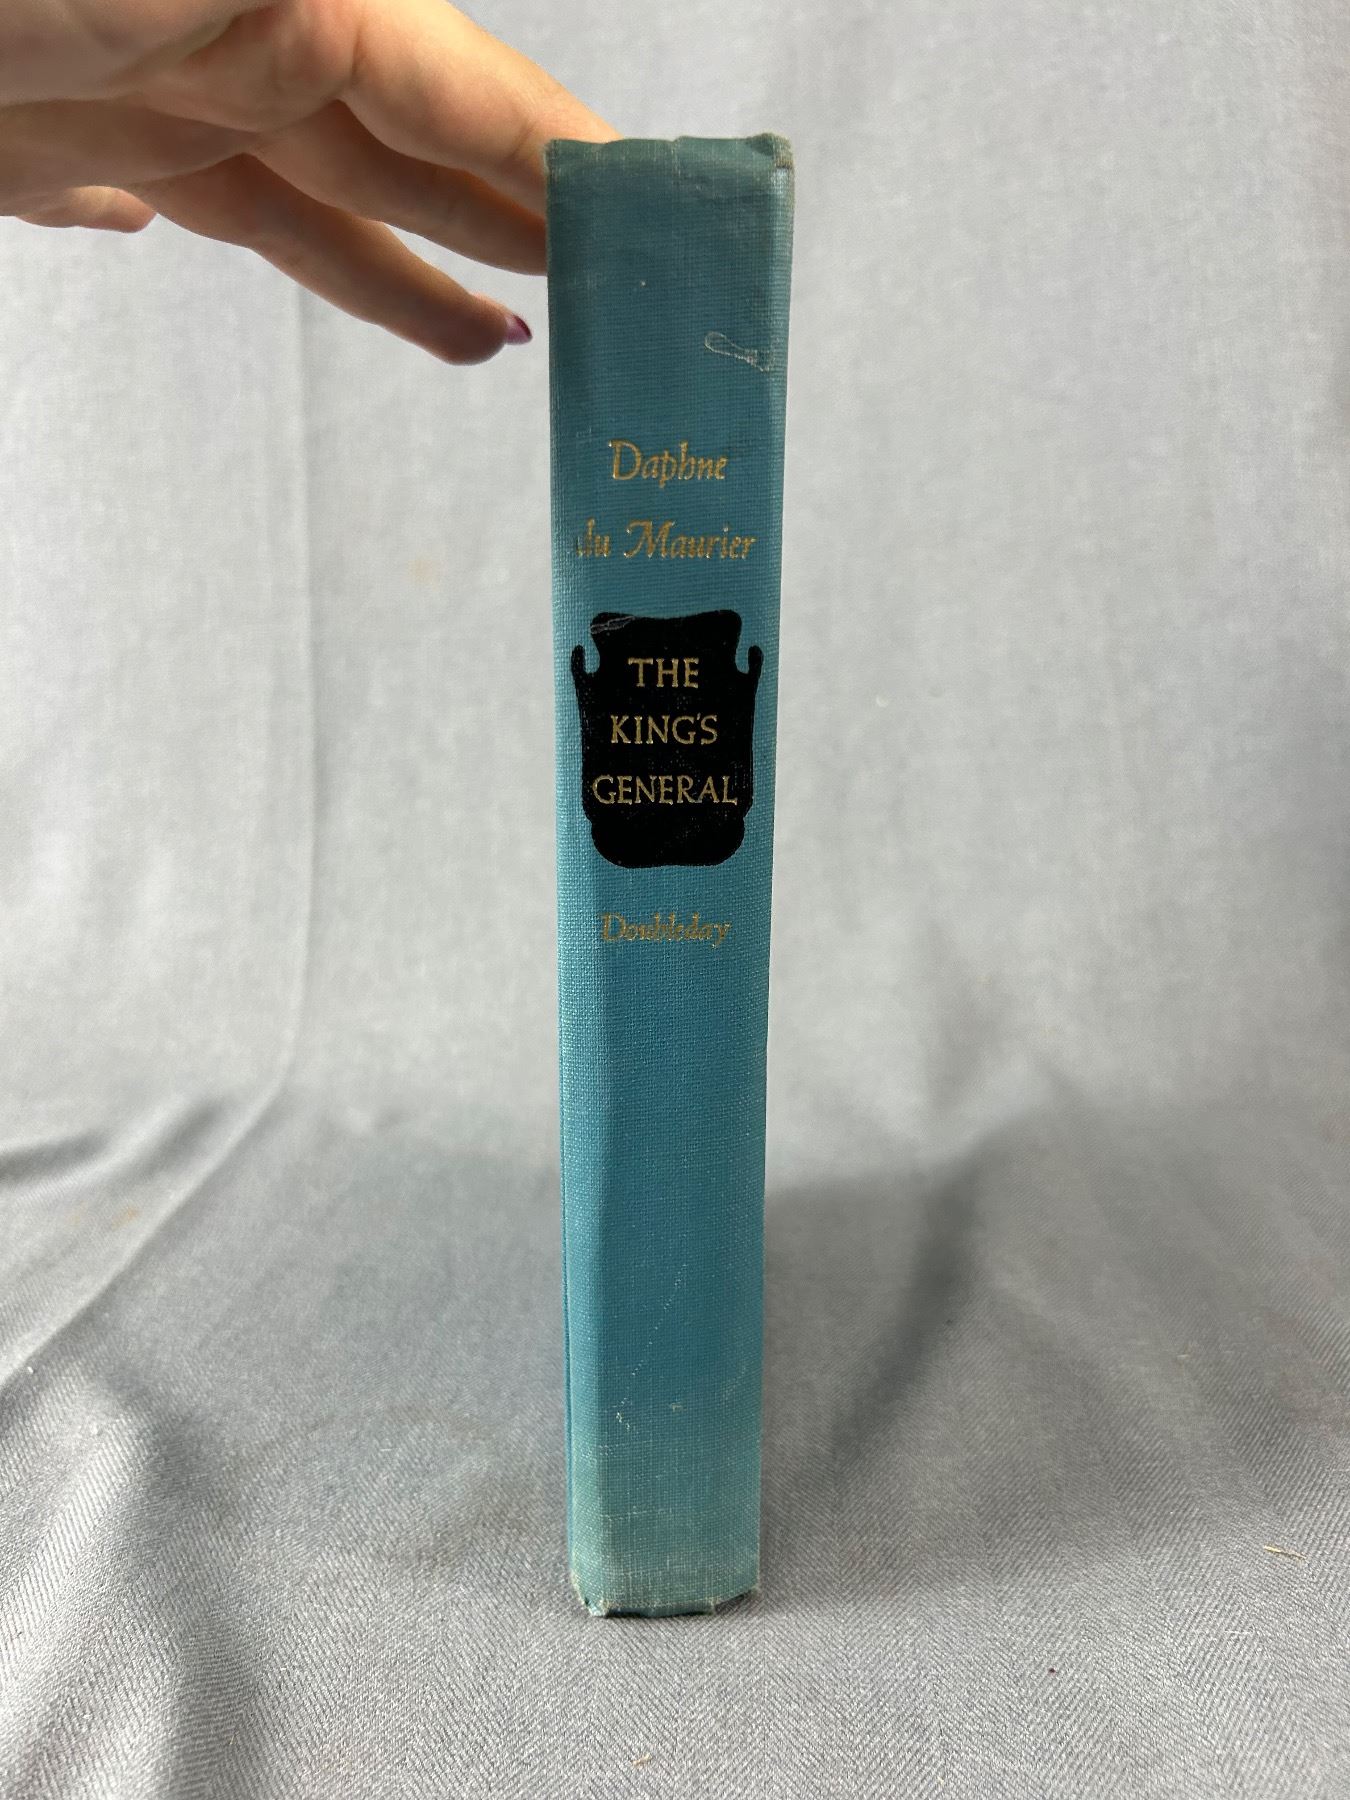 Daphne
du Maurier
THE
KING'S
GENERAL
Doubleday